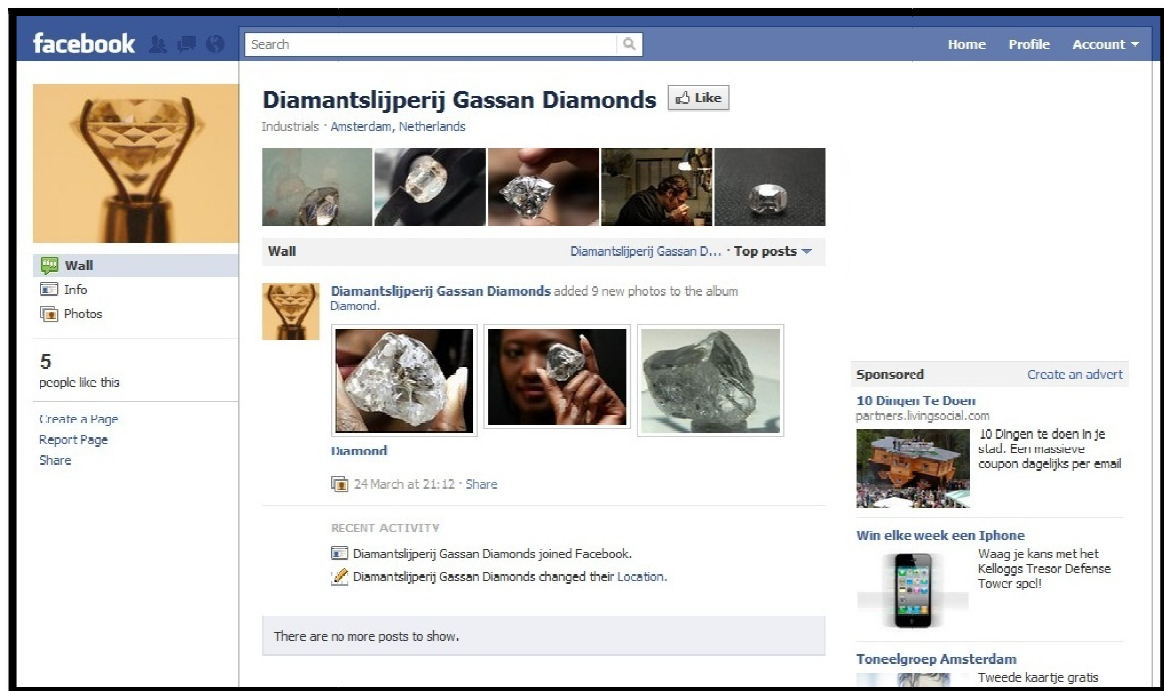 facebook
Search
Home Profile Account
Diamantslijperij Gassan Diamonds
Like
Industrials · Amsterdam, Netherlands
Wall
Info
Photos
5
people like this
Create a Page
Report Page
Share
Wall
Diamantslijperij Gassan D... · Top posts
Diamantslijperij Gassan Diamonds added 9 new photos to the album
Diamond.
Diamond
24 March at 21:12 · Share
RECENT ACTIVITY
Diamantslijperij Gassan Diamonds joined Facebook.
Diamantslijperij Gassan Diamonds changed their Location.
There are no more posts to show.
Sponsored Create an advert
10 Dingen Te Doen
partners.livingsocial.com
10 Dingen te doen in je
stad. Een massieve
coupon dagelijks per email
Win elke week een Iphone
Waag je kans met het
Kelloggs Tresor Defense
Tower spel!
Toneelgroep Amsterdam
Tweede kaartje gratis